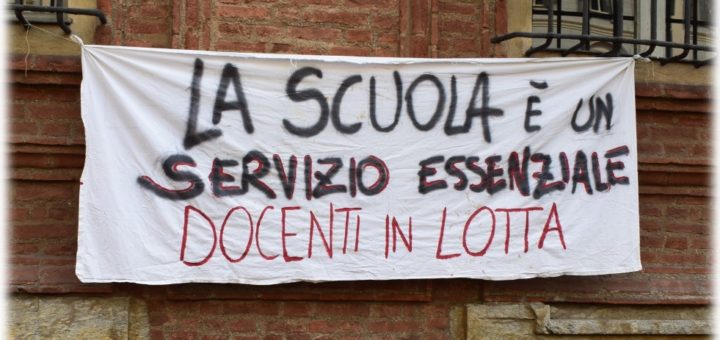 LA SCUOLA È UN
SERVIZIO ESSENZIALE
DOCENTI IN LOTTA